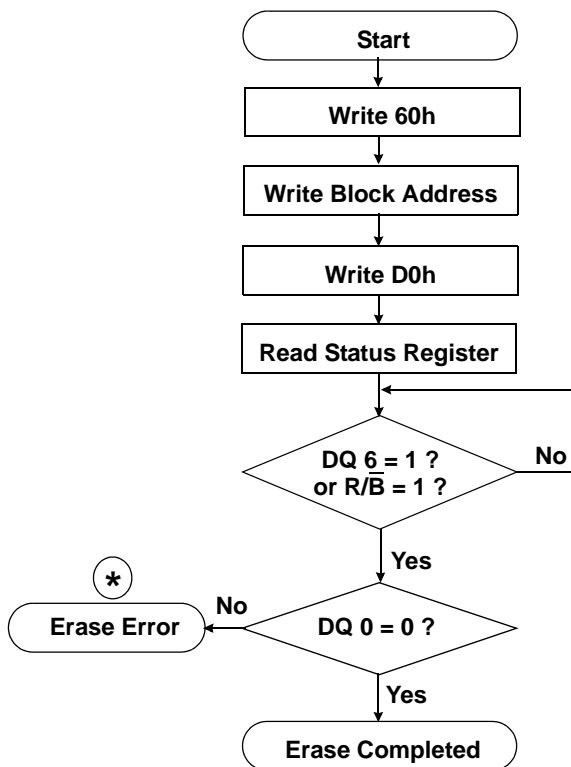 Start
Write 60h
Write Block Address
Write D0h
Read Status Register
DQ 6 = 1 ?
or R/B̅ = 1 ?
No
Yes
*
No
Erase Error
DQ 0 = 0 ?
Yes
Erase Completed